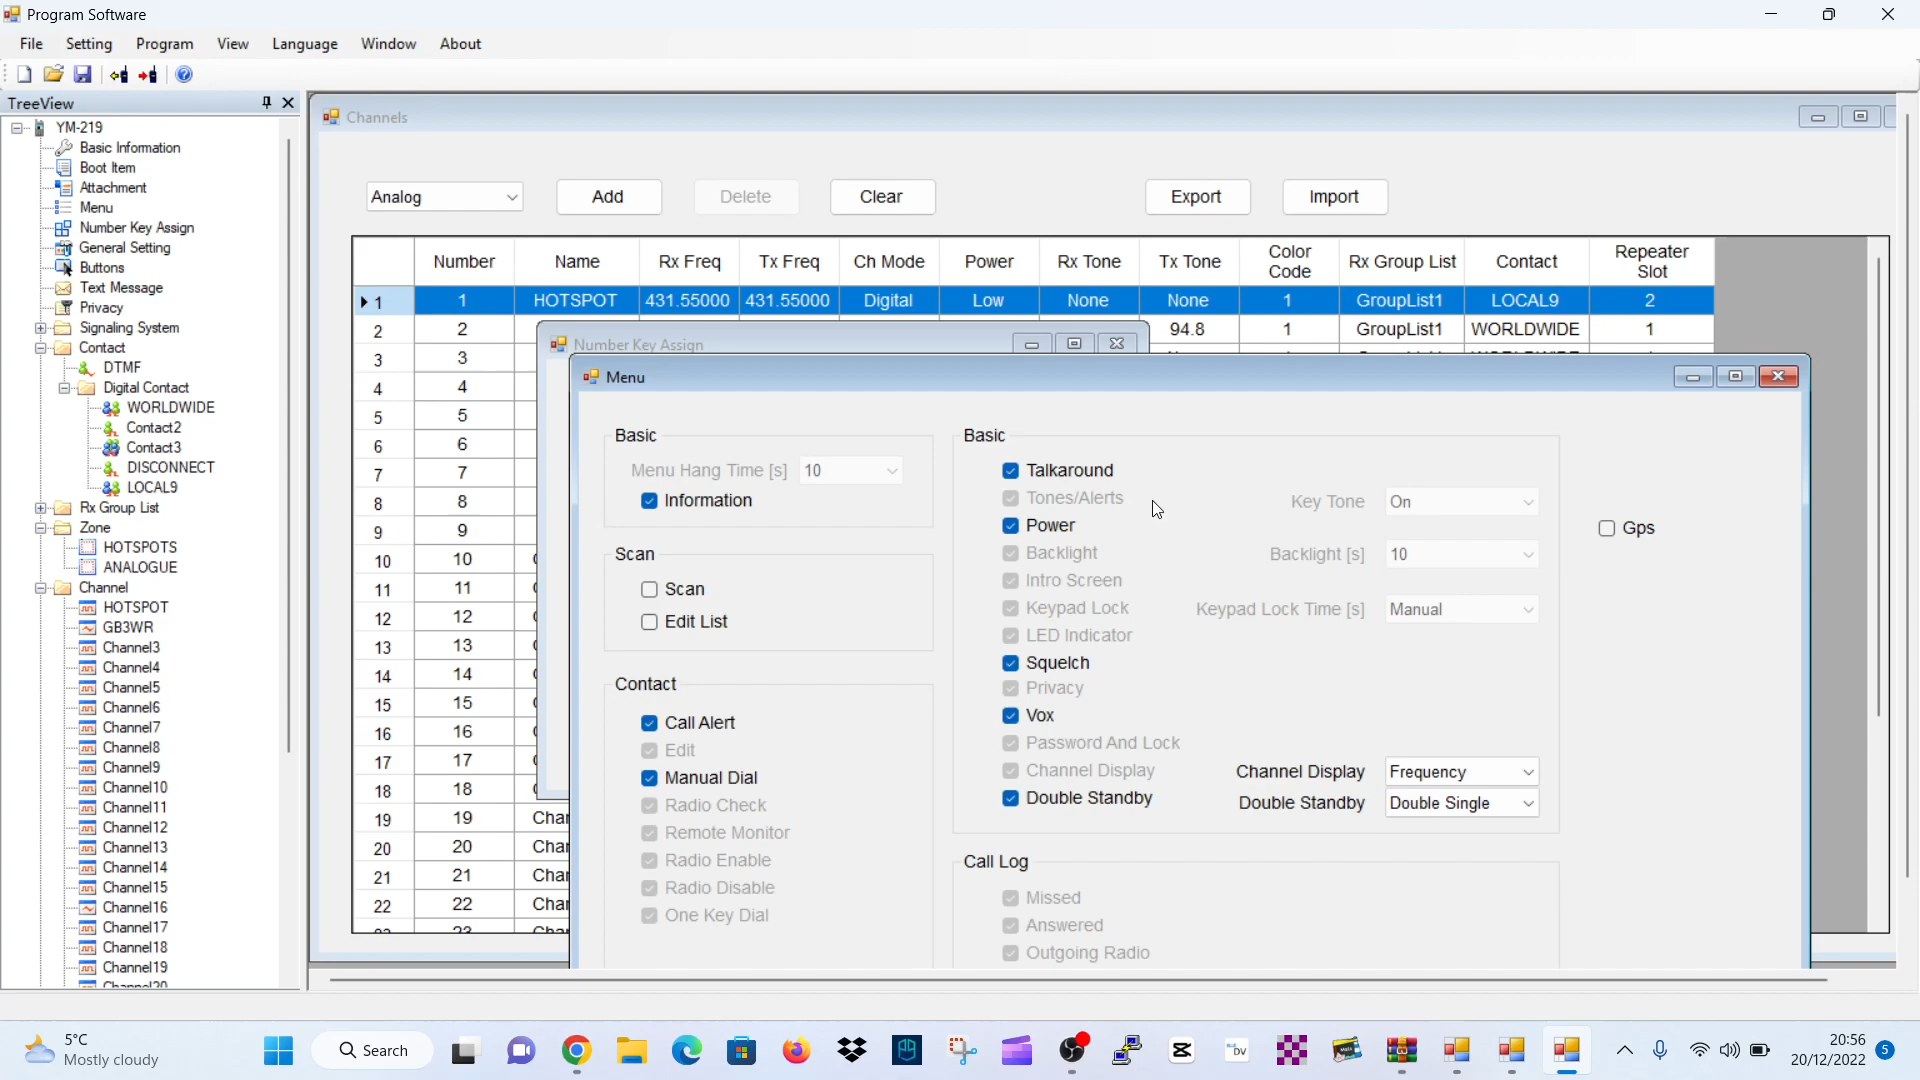 Program Software
File Setting Program View Language Window About
TreeView
YM-219
Basic Information
Boot Item
Attachment
Menu
Number Key Assign
General Setting
Buttons
Text Message
Privacy
Signaling System
Contact
DTMF
Digital Contact
WORLDWIDE
Contact2
Contact3
DISCONNECT
LOCAL9
Rx Group List
Zone
HOTSPOTS
ANALOGUE
Channel
HOTSPOT
GB3WR
Channel3
Channel4
Channel5
Channel6
Channel7
Channel8
Channel9
Channel10
Channel11
Channel12
Channel13
Channel14
Channel15
Channel16
Channel17
Channel18
Channel19
Channel20
Channels
Analog Add Delete Clear Export Import
Number Name Rx Freq Tx Freq Ch Mode Power Rx Tone Tx Tone Color Code Rx Group List Contact Repeater Slot
1 1 HOTSPOT 431.55000 431.55000 Digital Low None None 1 GroupList1 LOCAL9 2
2 2 94.8 1 GroupList1 WORLDWIDE 1
3 3
4 4
5 5
6 6
7 7
8 8
9 9
10 10
11 11
12 12
13 13
14 14
15 15
16 16
17 17
18 18
19 19 Char
20 20 Char
21 21 Char
22 22 Char
23 23 Char
Number Key Assign
Menu
Basic
Menu Hang Time [s] 10
Information
Scan
Scan
Edit List
Contact
Call Alert
Edit
Manual Dial
Radio Check
Remote Monitor
Radio Enable
Radio Disable
One Key Dial
Basic
Talkaround
Tones/Alerts Key Tone On
Power
Backlight Backlight [s] 10
Intro Screen
Keypad Lock Keypad Lock Time [s] Manual
LED Indicator
Squelch
Privacy
Vox
Password And Lock
Channel Display Channel Display Frequency
Double Standby Double Standby Double Single
Gps
Call Log
Missed
Answered
Outgoing Radio
5°C
Mostly cloudy
Search
DV
20:56
20/12/2022
5